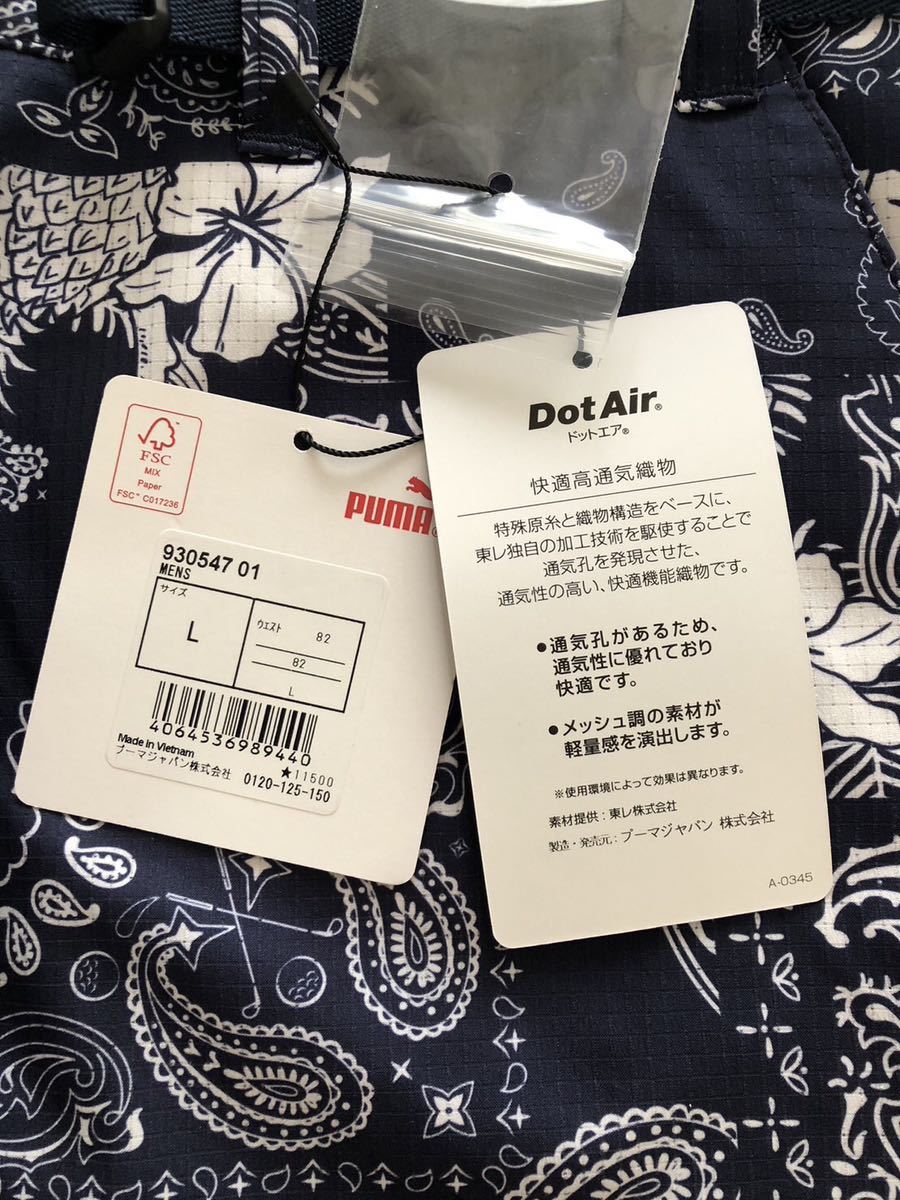 FSC
MIX
Paper
FSC™ C017236
PUMA®
930547 01
MENS
サイズ
L
ウエスト 82
82
L
4064536989440
Made in Vietnam
プーマジャパン株式会社
★11500
0120-125-150
Dot Air®
ドットエア®
快適高通気織物
特殊原糸と織物構造をベースに、
東レ独自の加工技術を駆使することで
通気孔を発現させた、
通気性の高い、快適機能織物です。
●通気孔があるため、
通気性に優れており
快適です。
●メッシュ調の素材が
軽量感を演出します。
※使用環境によって効果は異なります。
素材提供：東レ株式会社
製造・発売元：プーマジャパン 株式会社
A-0345